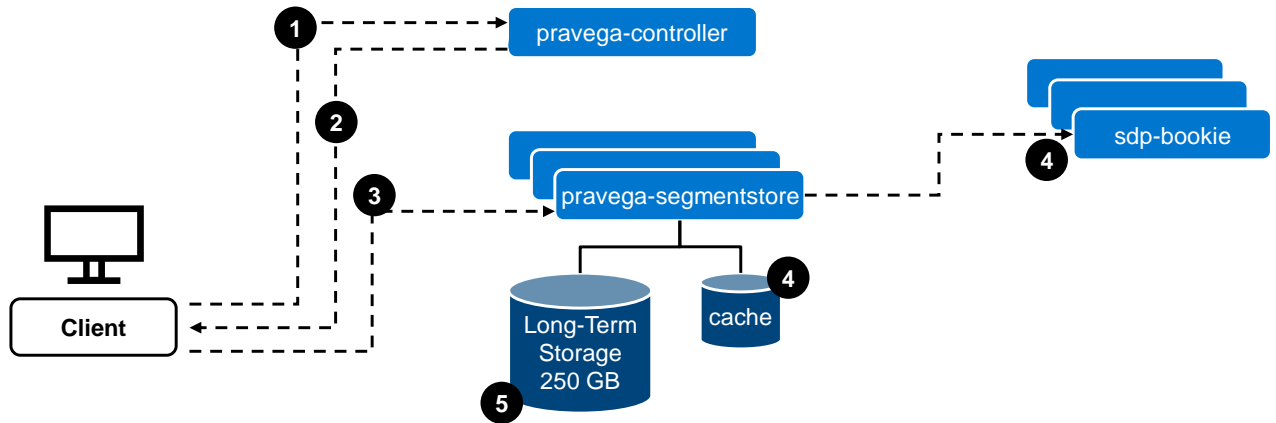 1
pravega-controller
2
sdp-bookie
4
3
pravega-segmentstore
4
cache
Client
Long-Term
Storage
250 GB
5